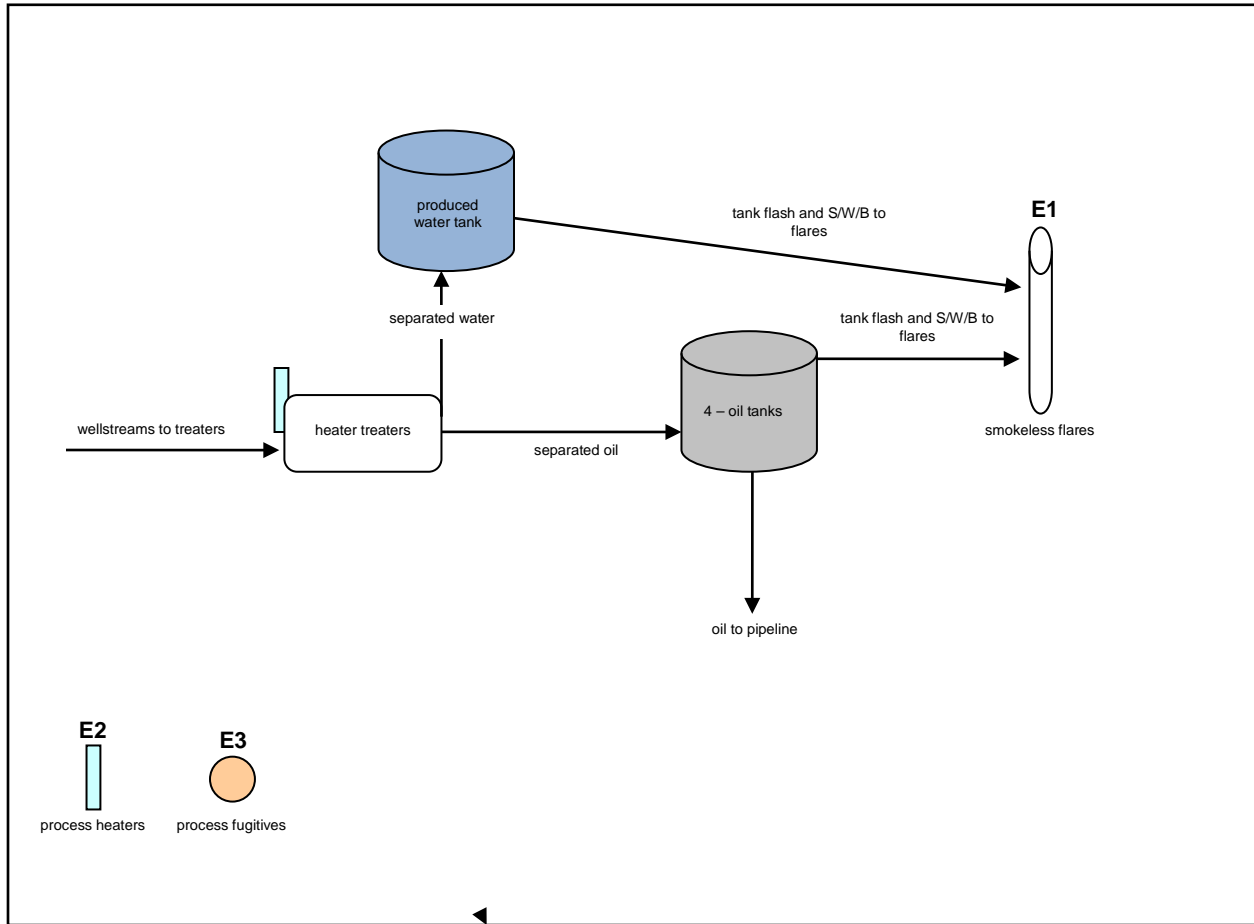 produced
water tank
tank flash and S/W/B to
flares
E1
separated water
tank flash and S/W/B to
flares
4 – oil tanks
wellstreams to treaters
heater treaters
separated oil
smokeless flares
oil to pipeline
E2
E3
process heaters
process fugitives